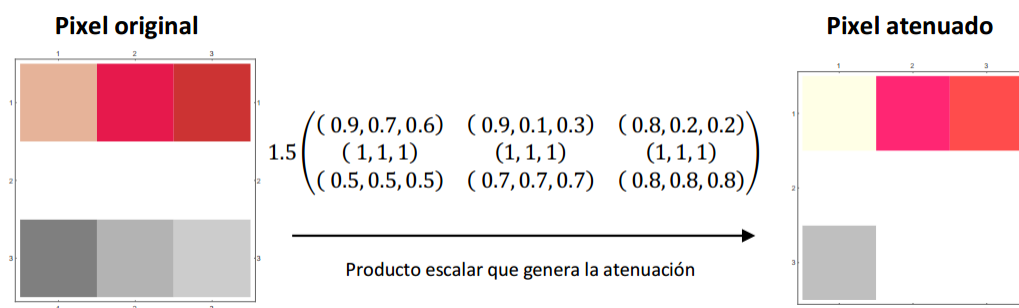 Pixel original
Pixel atenuado
1 2 3
1 2 3
1 1
1
1.5 ( ( 0.9, 0.7, 0.6) ( 0.9, 0.1, 0.3) ( 0.8, 0.2, 0.2)
( 1, 1, 1) (1, 1, 1) (1, 1, 1)
( 0.5, 0.5, 0.5) ( 0.7, 0.7, 0.7) ( 0.8, 0.8, 0.8) )
2 2
2
3 3
3
Producto escalar que genera la atenuación